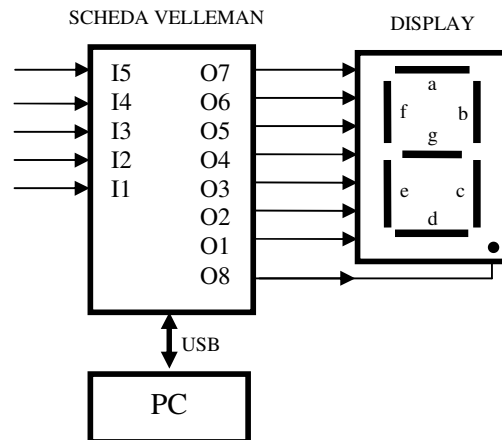 SCHEDA VELLEMAN
DISPLAY
I5
I4
I3
I2
I1
O7
O6
O5
O4
O3
O2
O1
O8
a
f
b
g
e
c
d
USB
PC